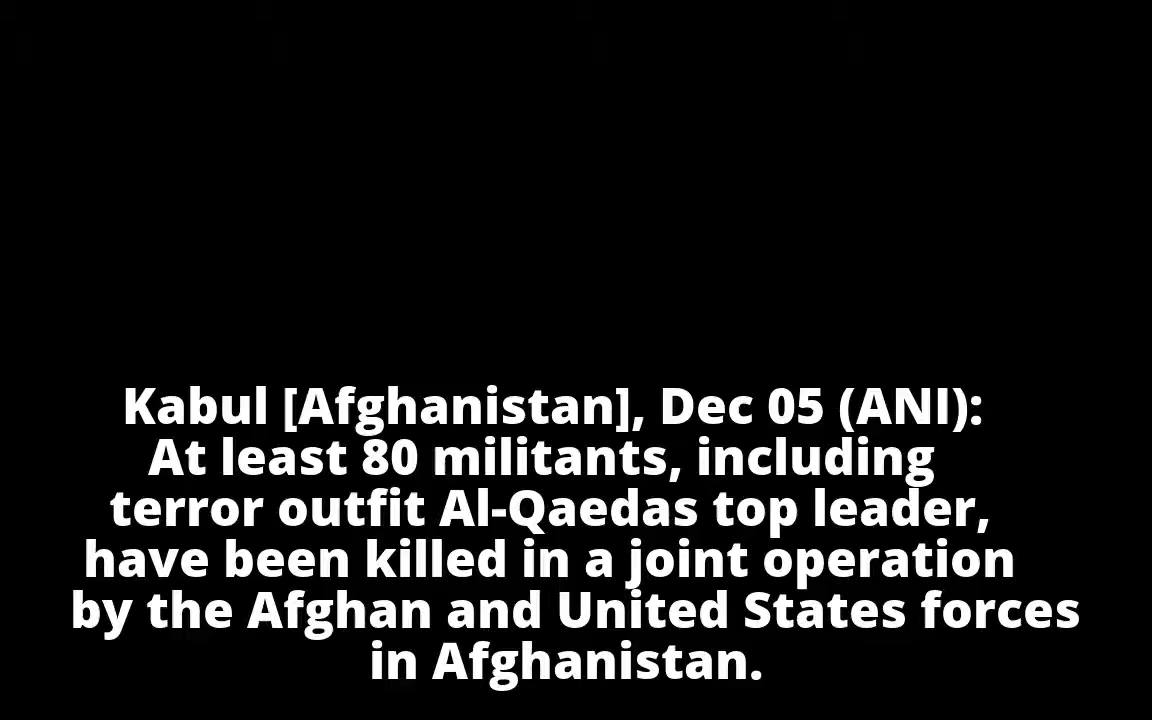 Kabul [Afghanistan], Dec 05 (ANI):
At least 80 militants, including
terror outfit Al-Qaedas top leader,
have been killed in a joint operation
by the Afghan and United States forces
in Afghanistan.